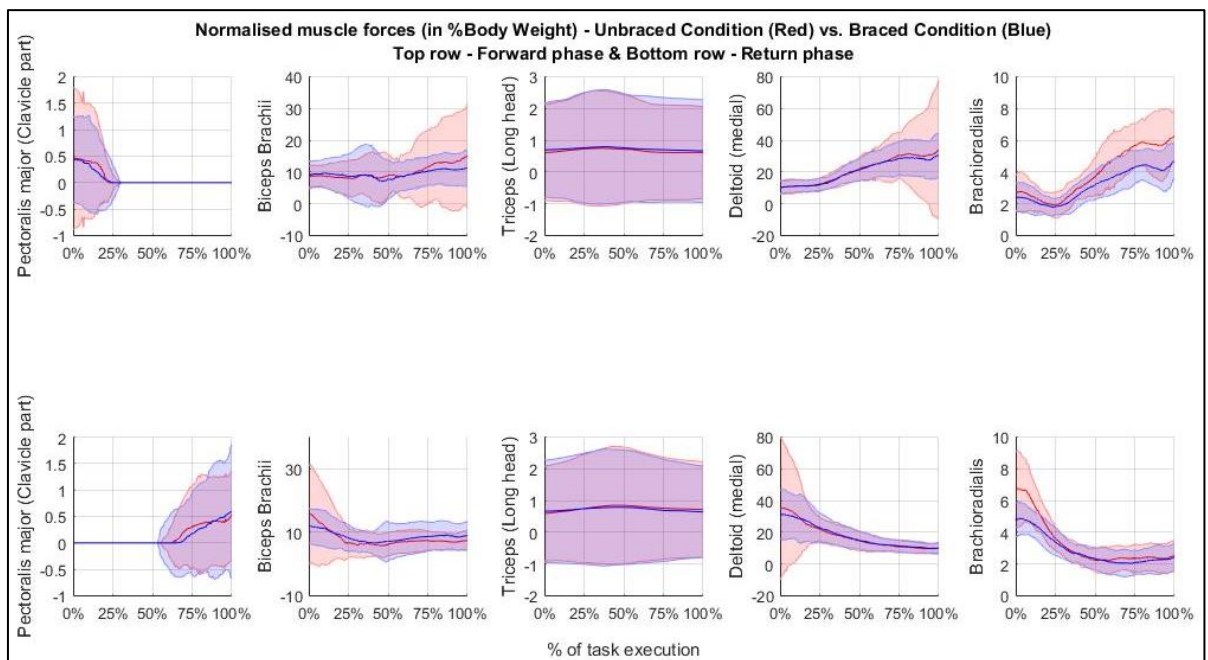 Normalised muscle forces (in %Body Weight) - Unbraced Condition (Red) vs. Braced Condition (Blue)
Top row - Forward phase & Bottom row - Return phase
Pectoralis major (Clavicle part)
2
1.5
1
0.5
0
-0.5
-1
0% 25% 50% 75% 100%
Biceps Brachii
40
30
20
10
0
-10
0% 25% 50% 75% 100%
Triceps (Long head)
3
2
1
0
-1
-2
0% 25% 50% 75% 100%
Deltoid (medial)
80
60
40
20
0
-20
0% 25% 50% 75% 100%
Brachioradialis
10
8
6
4
2
0
0% 25% 50% 75% 100%
Pectoralis major (Clavicle part)
2
1.5
1
0.5
0
-0.5
-1
0% 25% 50% 75% 100%
Biceps Brachii
30
10
-10
0% 25% 50% 75% 100%
Triceps (Long head)
3
2
1
0
-1
-2
0% 25% 50% 75% 100%
Deltoid (medial)
80
60
40
20
0
-20
0% 25% 50% 75% 100%
Brachioradialis
10
8
6
4
2
0
0% 25% 50% 75% 100%
% of task execution